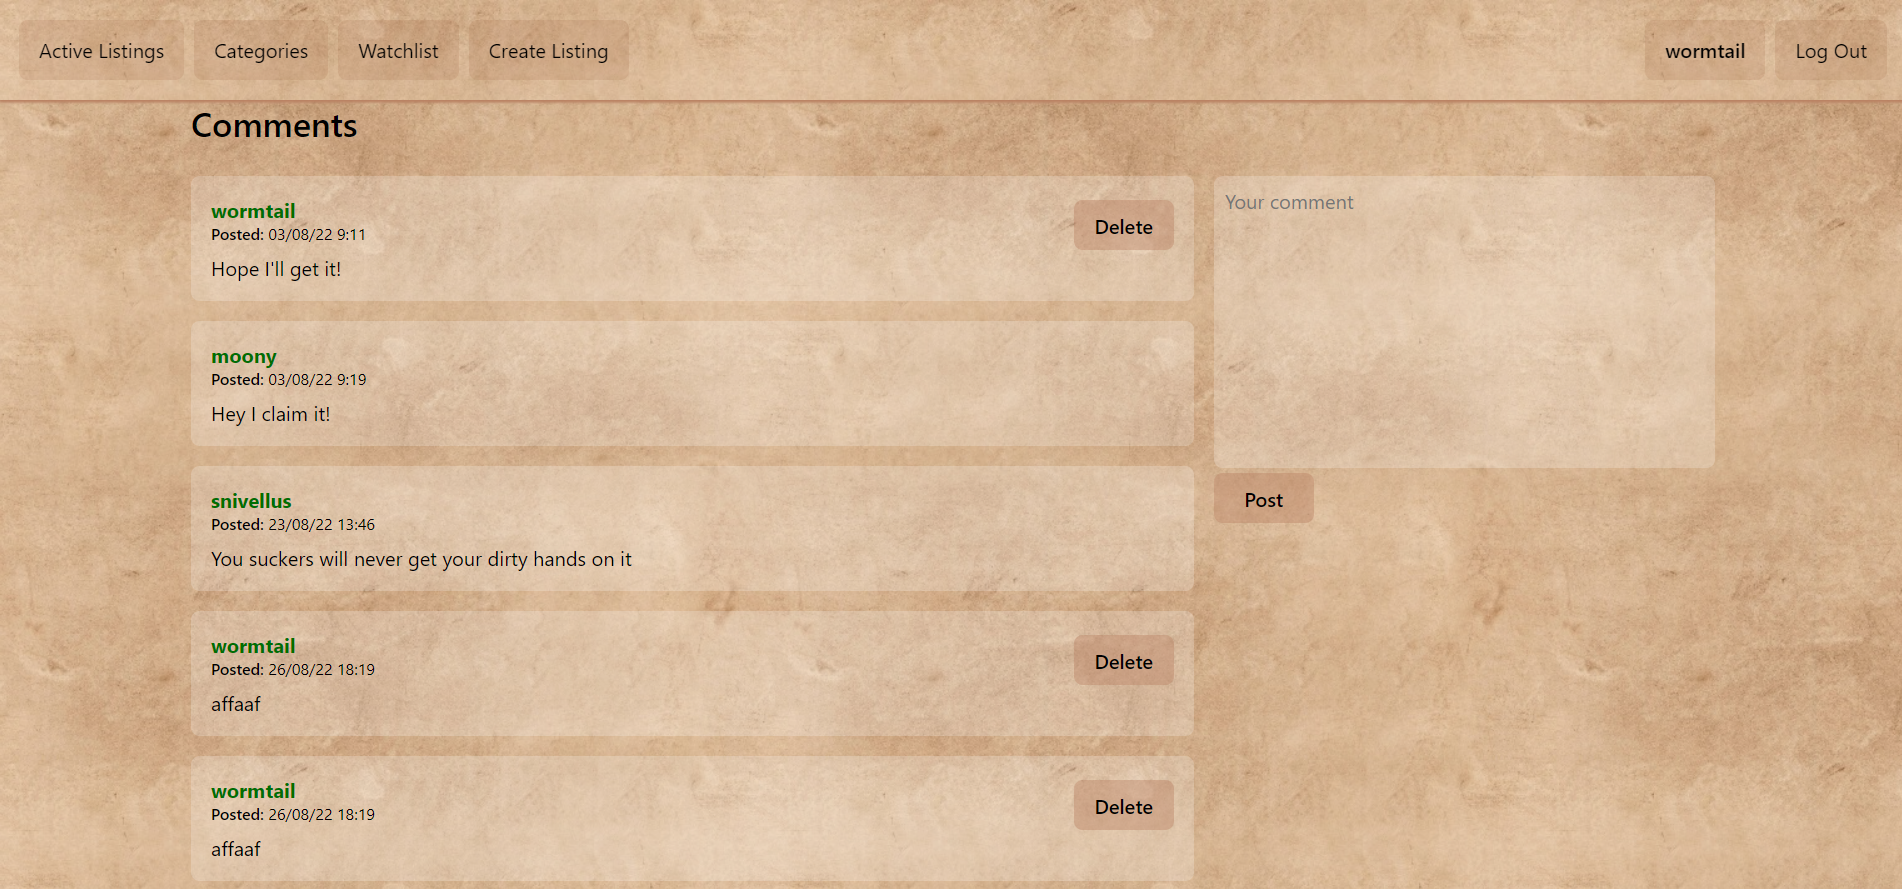 Active Listings Categories Watchlist Create Listing wormtail Log Out
Comments
wormtail
Posted: 03/08/22 9:11
Hope I'll get it!
Delete
moony
Posted: 03/08/22 9:19
Hey I claim it!
snivellus
Posted: 23/08/22 13:46
You suckers will never get your dirty hands on it
wormtail
Posted: 26/08/22 18:19
affaaf
Delete
wormtail
Posted: 26/08/22 18:19
affaaf
Delete
Your comment
Post